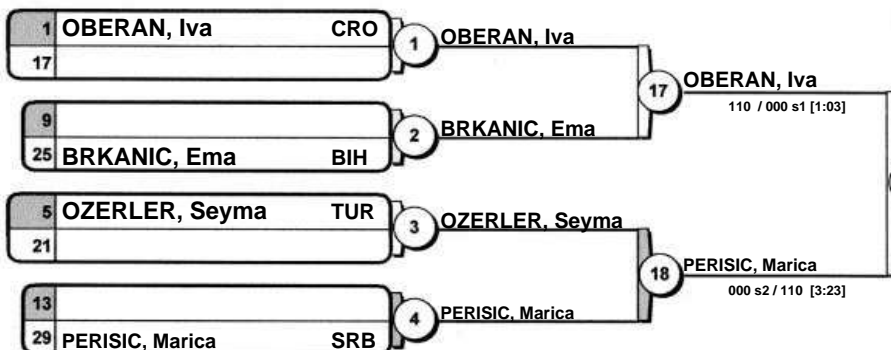 1 OBERAN, Iva CRO
17
1
OBERAN, Iva
9
25 BRKANIC, Ema BIH
2
BRKANIC, Ema
17
OBERAN, Iva
110 / 000 s1 [1:03]
5 OZERLER, Seyma TUR
21
3
OZERLER, Seyma
13
29 PERISIC, Marica SRB
4
PERISIC, Marica
18
PERISIC, Marica
000 s2 / 110 [3:23]